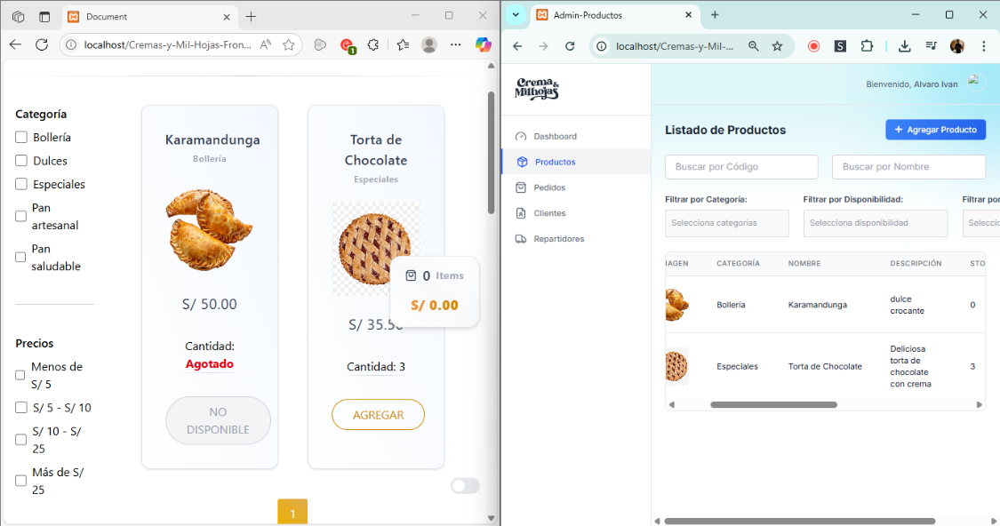 Document
localhost/Cremas-y-Mil-Hojas-Fron...
1
Categoría
Bollería
Dulces
Especiales
Pan
artesanal
Pan
saludable
Precios
Menos de
S/ 5
S/ 5 - S/ 10
S/ 10 - S/
25
Más de S/
25
Karamandunga
Bollería
S/ 50.00
Cantidad:
Agotado
NO
DISPONIBLE
Torta de
Chocolate
Especiales
S/ 35.50
Cantidad: 3
AGREGAR
0 Items
S/ 0.00
1
Admin-Productos
localhost/Cremas-y-Mil-...
S
Crema &
Milhojas
Bienvenido, Alvaro Ivan
Dashboard
Productos
Pedidos
Clientes
Repartidores
Listado de Productos
+ Agregar Producto
Buscar por Código
Buscar por Nombre
Filtrar por Categoría:
Filtrar por Disponibilidad:
Filtrar por
Selecciona categorías
Selecciona disponibilidad
Selecci
AGEN CATEGORÍA NOMBRE DESCRIPCIÓN STO
Bollería Karamandunga dulce
crocante 0
Especiales Torta de Chocolate Deliciosa
torta de
chocolate
con crema 3